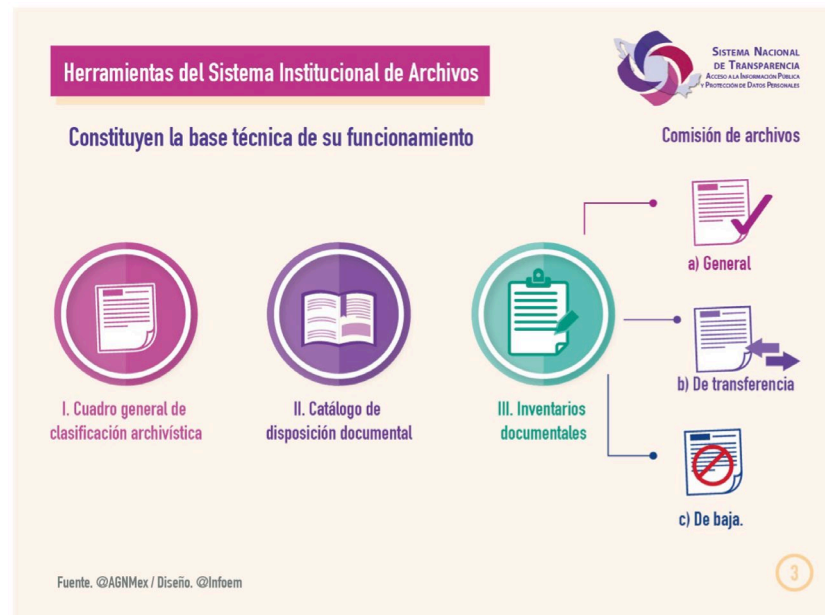 Herramientas del Sistema Institucional de Archivos
SISTEMA NACIONAL
DE TRANSPARENCIA
ACCESO A LA INFORMACIÓN PÚBLICA
Y PROTECCIÓN DE DATOS PERSONALES
Constituyen la base técnica de su funcionamiento
Comisión de archivos
I. Cuadro general de
clasificación archivística
II. Catálogo de
disposición documental
III. Inventarios
documentales
a) General
b) De transferencia
c) De baja.
Fuente. @AGNMex / Diseño. @Infoem
3